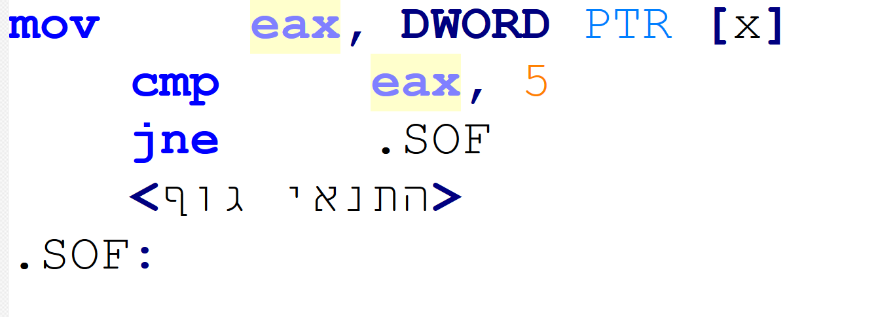 mov eax, DWORD PTR [x]
cmp eax, 5
jne .SOF
<התנאי גוף>
.SOF: